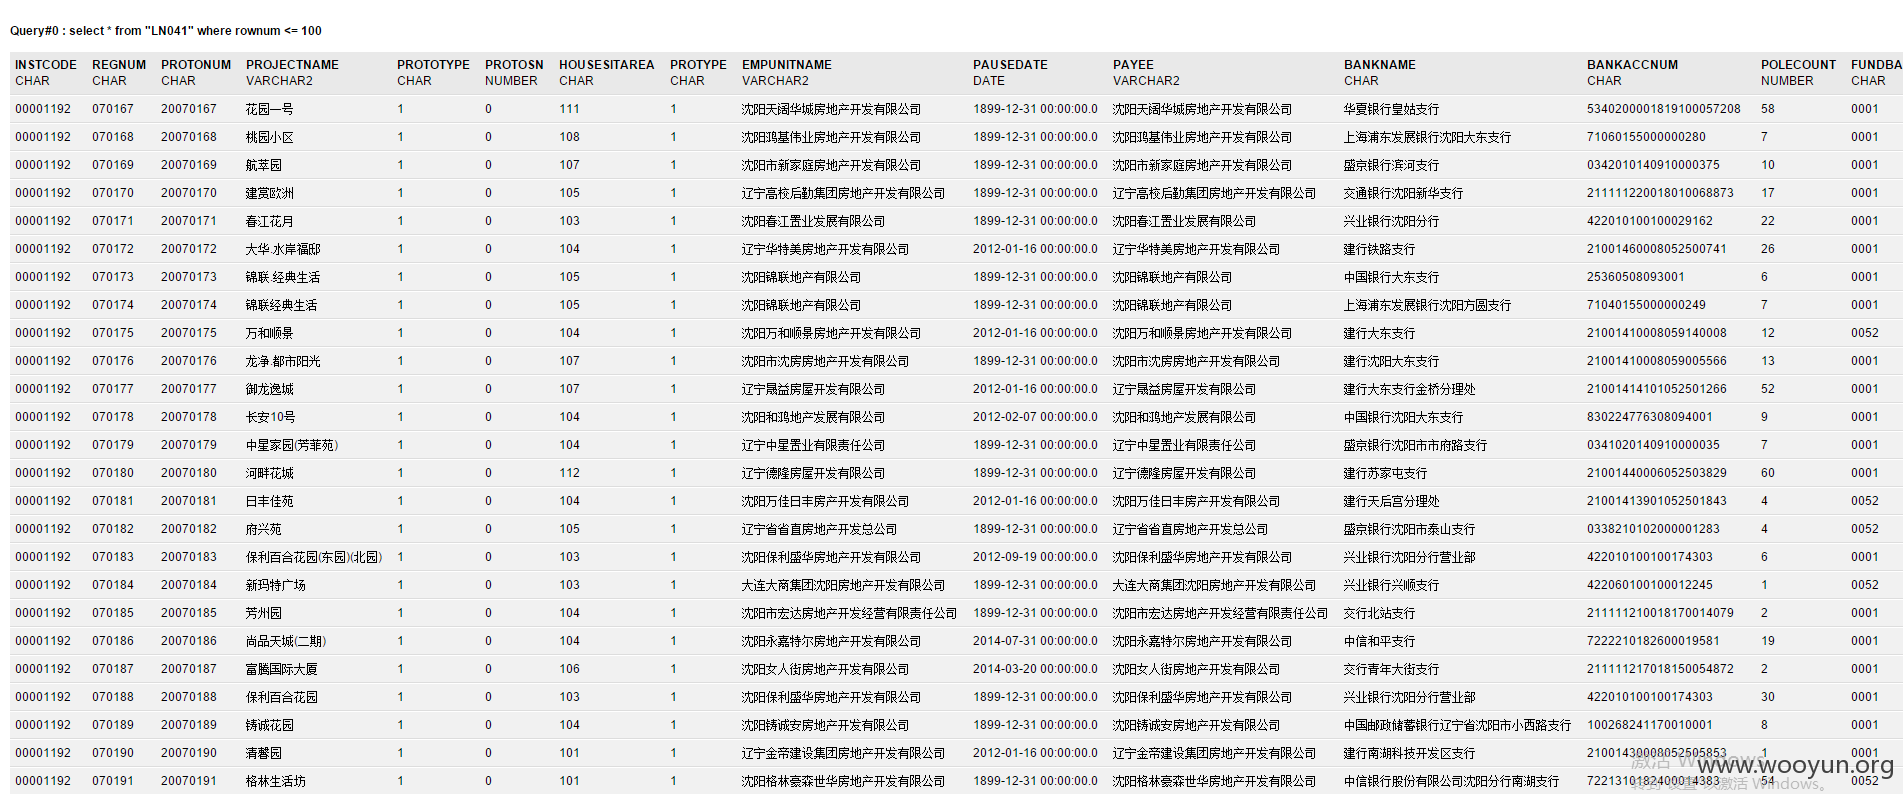 Query#0 : select * from "LN041" where rownum <= 100
INSTCODE REGNUM PROTONUM PROJECTNAME PROTOTYPE PROTOSN HOUSESITAREA PROTYPE EMPUNITNAME PAUSEDATE PAYEE BANKNAME BANKACCNUM POLECOUNT FUNDBA
CHAR CHAR CHAR VARCHAR2 CHAR NUMBER CHAR CHAR VARCHAR2 DATE VARCHAR2 CHAR CHAR NUMBER CHAR
00001192 070167 20070167 花园一号 1 0 111 1 沈阳天阔华城房地产开发有限公司 1899-12-31 00:00:00.0 沈阳天阔华城房地产开发有限公司 华夏银行皇姑支行 5340200001819100057208 58 0001
00001192 070168 20070168 桃园小区 1 0 108 1 沈阳鸿基伟业房地产开发有限公司 1899-12-31 00:00:00.0 沈阳鸿基伟业房地产开发有限公司 上海浦东发展银行沈阳大东支行 71060155000000280 7 0001
00001192 070169 20070169 航萃园 1 0 107 1 沈阳市新家庭房地产开发有限公司 1899-12-31 00:00:00.0 沈阳市新家庭房地产开发有限公司 盛京银行滨河支行 0342010140910000375 10 0001
00001192 070170 20070170 建赏欧洲 1 0 105 1 辽宁高校后勤集团房地产开发有限公司 1899-12-31 00:00:00.0 辽宁高校后勤集团房地产开发有限公司 交通银行沈阳新华支行 211111220018010068873 17 0001
00001192 070171 20070171 春江花月 1 0 103 1 沈阳春江置业发展有限公司 1899-12-31 00:00:00.0 沈阳春江置业发展有限公司 兴业银行沈阳分行 422010100100029162 22 0001
00001192 070172 20070172 大华.水岸福邸 1 0 104 1 辽宁华特美房地产开发有限公司 2012-01-16 00:00:00.0 辽宁华特美房地产开发有限公司 建行铁路支行 21001460008052500741 26 0001
00001192 070173 20070173 锦联.经典生活 1 0 105 1 沈阳锦联地产有限公司 1899-12-31 00:00:00.0 沈阳锦联地产有限公司 中国银行大东支行 25360508093001 6 0001
00001192 070174 20070174 锦联经典生活 1 0 105 1 沈阳锦联地产有限公司 1899-12-31 00:00:00.0 沈阳锦联地产有限公司 上海浦东发展银行沈阳方圆支行 71040155000000249 7 0001
00001192 070175 20070175 万和顺景 1 0 104 1 沈阳万和顺景房地产开发有限公司 2012-01-16 00:00:00.0 沈阳万和顺景房地产开发有限公司 建行大东支行 21001410008059140008 12 0052
00001192 070176 20070176 龙净.都市阳光 1 0 107 1 沈阳市沈房房地产开发有限公司 1899-12-31 00:00:00.0 沈阳市沈房房地产开发有限公司 建行沈阳大东支行 21001410008059005566 13 0001
00001192 070177 20070177 御龙逸城 1 0 107 1 辽宁晟益房屋开发有限公司 2012-01-16 00:00:00.0 辽宁晟益房屋开发有限公司 建行大东支行金桥分理处 21001414101052501266 52 0001
00001192 070178 20070178 长安10号 1 0 104 1 沈阳和鸿地产发展有限公司 2012-02-07 00:00:00.0 沈阳和鸿地产发展有限公司 中国银行沈阳大东支行 830224776308094001 9 0001
00001192 070179 20070179 中星家园(芳菲苑) 1 0 104 1 辽宁中星置业有限责任公司 1899-12-31 00:00:00.0 辽宁中星置业有限责任公司 盛京银行沈阳市市府路支行 0341020140910000035 7 0001
00001192 070180 20070180 河畔花城 1 0 112 1 辽宁德隆房屋开发有限公司 1899-12-31 00:00:00.0 辽宁德隆房屋开发有限公司 建行苏家屯支行 21001440006052503829 60 0001
00001192 070181 20070181 日丰佳苑 1 0 104 1 沈阳万佳日丰房产开发有限公司 2012-01-16 00:00:00.0 沈阳万佳日丰房产开发有限公司 建行天后宫分理处 21001413901052501843 4 0052
00001192 070182 20070182 府兴苑 1 0 105 1 辽宁省省直房地产开发总公司 1899-12-31 00:00:00.0 辽宁省省直房地产开发总公司 盛京银行沈阳市泰山支行 0338210102000001283 4 0052
00001192 070183 20070183 保利百合花园(东园)(北园) 1 0 103 1 沈阳保利盛华房地产开发有限公司 2012-09-19 00:00:00.0 沈阳保利盛华房地产开发有限公司 兴业银行沈阳分行营业部 422010100100174303 6 0001
00001192 070184 20070184 新玛特广场 1 0 103 1 大连大商集团沈阳房地产开发有限公司 1899-12-31 00:00:00.0 大连大商集团沈阳房地产开发有限公司 兴业银行兴顺支行 422060100100012245 1 0052
00001192 070185 20070185 芳州园 1 0 104 1 沈阳市宏达房地产开发经营有限责任公司 1899-12-31 00:00:00.0 沈阳市宏达房地产开发经营有限责任公司 交行北站支行 211111210018170014079 2 0001
00001192 070186 20070186 尚品天城(二期) 1 0 104 1 沈阳永嘉特尔房地产开发有限公司 2014-07-31 00:00:00.0 沈阳永嘉特尔房地产开发有限公司 中信和平支行 7222210182600019581 19 0001
00001192 070187 20070187 富腾国际大厦 1 0 106 1 沈阳女人街房地产开发有限公司 2014-03-20 00:00:00.0 沈阳女人街房地产开发有限公司 交行青年大街支行 211111217018150054872 2 0001
00001192 070188 20070188 保利百合花园 1 0 103 1 沈阳保利盛华房地产开发有限公司 1899-12-31 00:00:00.0 沈阳保利盛华房地产开发有限公司 兴业银行沈阳分行营业部 422010100100174303 30 0001
00001192 070189 20070189 铸诚花园 1 0 104 1 沈阳铸诚安房地产开发有限公司 1899-12-31 00:00:00.0 沈阳铸诚安房地产开发有限公司 中国邮政储蓄银行辽宁省沈阳市小西路支行 100268241170010001 8 0001
00001192 070190 20070190 清馨园 1 0 101 1 辽宁金帝建设集团房地产开发有限公司 2012-01-16 00:00:00.0 辽宁金帝建设集团房地产开发有限公司 建行南湖科技开发区支行 21001430008052505853 1 0001
00001192 070191 20070191 格林生活坊 1 0 101 1 沈阳格林豪森世华房地产开发有限公司 1899-12-31 00:00:00.0 沈阳格林豪森世华房地产开发有限公司 中信银行股份有限公司沈阳分行南湖支行 7221310182400014383 54 0052
激活 Windows
www.wooyun.org
转到"设置"以激活 Windows。